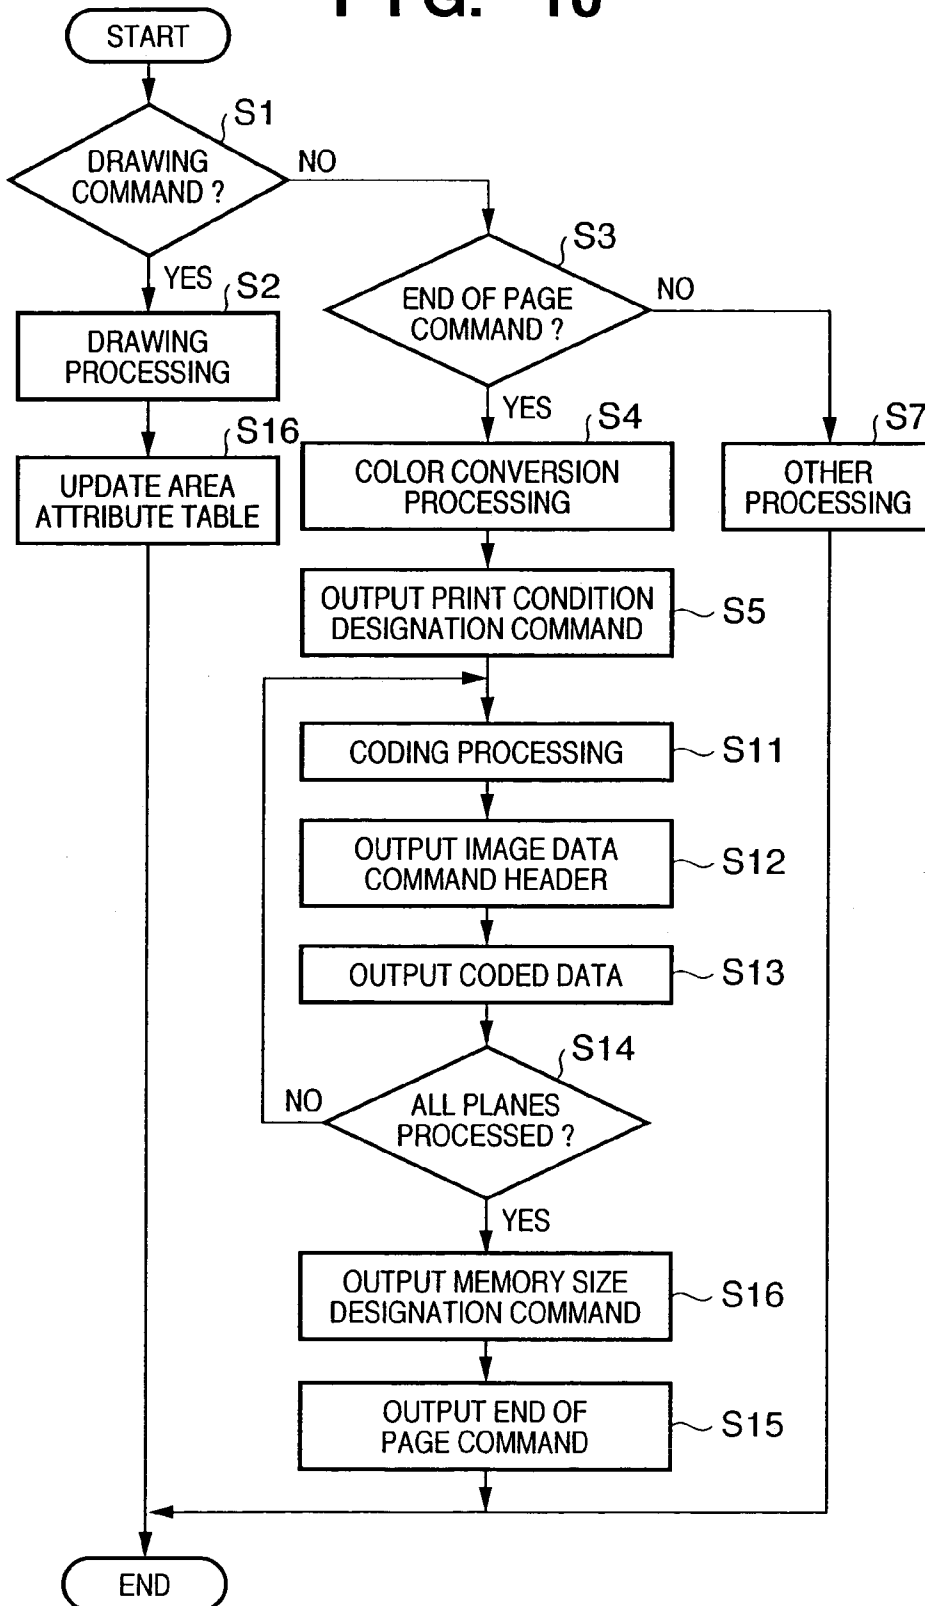 FIG. 10
START
S1
DRAWING
COMMAND ?
NO
YES
S2
DRAWING
PROCESSING
S16
UPDATE AREA
ATTRIBUTE TABLE
S3
END OF PAGE
COMMAND ?
NO
YES
S4
COLOR CONVERSION
PROCESSING
S7
OTHER
PROCESSING
OUTPUT PRINT CONDITION
DESIGNATION COMMAND
S5
CODING PROCESSING
S11
OUTPUT IMAGE DATA
COMMAND HEADER
S12
OUTPUT CODED DATA
S13
S14
ALL PLANES
PROCESSED ?
NO
YES
OUTPUT MEMORY SIZE
DESIGNATION COMMAND
S16
OUTPUT END OF
PAGE COMMAND
S15
END